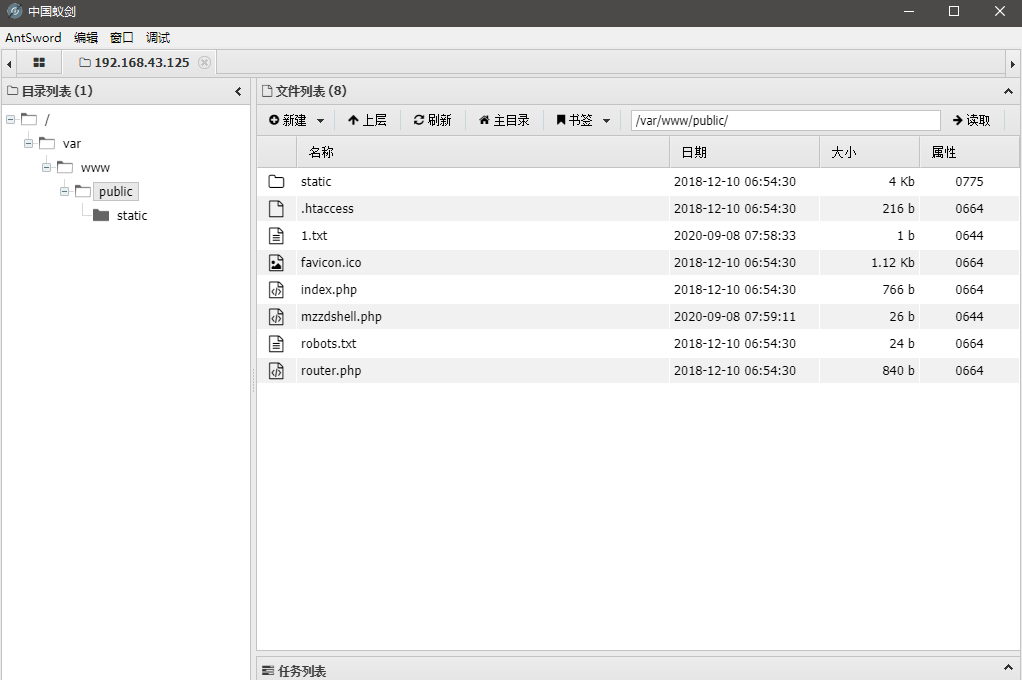 中国蚁剑
AntSword 编辑 窗口 调试
192.168.43.125
目录列表 (1)
/
var
www
public
static
文件列表 (8)
新建 上层 刷新 主目录 书签 /var/www/public/ 读取
名称 日期 大小 属性
static 2018-12-10 06:54:30 4 Kb 0775
.htaccess 2018-12-10 06:54:30 216 b 0664
1.txt 2020-09-08 07:58:33 1 b 0644
favicon.ico 2018-12-10 06:54:30 1.12 Kb 0664
index.php 2018-12-10 06:54:30 766 b 0664
mzzdshell.php 2020-09-08 07:59:11 26 b 0644
robots.txt 2018-12-10 06:54:30 24 b 0664
router.php 2018-12-10 06:54:30 840 b 0664
任务列表